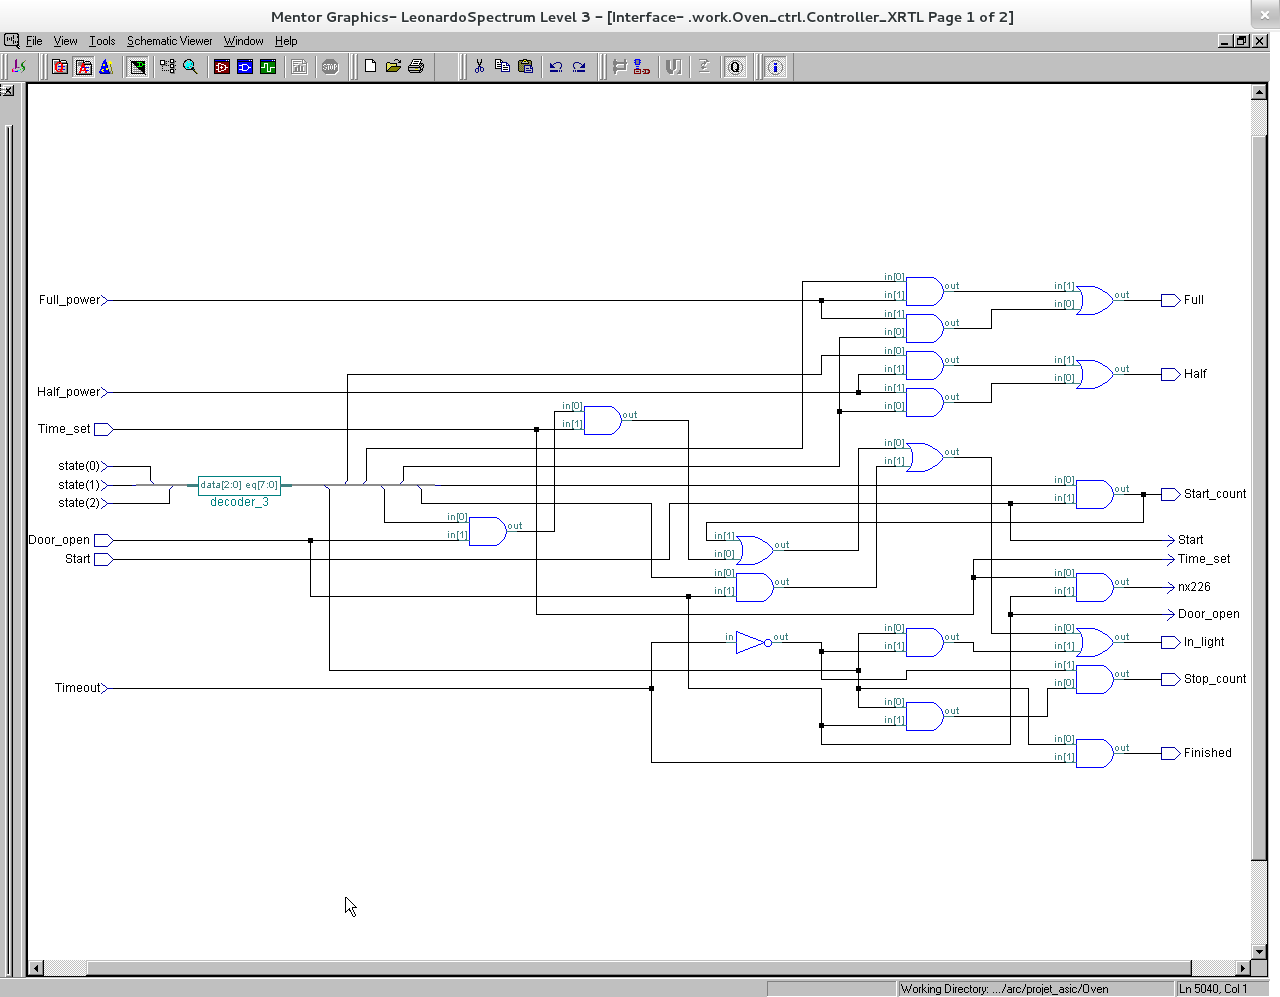 Mentor Graphics- LeonardoSpectrum Level 3 - [Interface- .work.Oven_ctrl.Controller_XRTL Page 1 of 2]
File View Tools Schematic Viewer Window Help
STOP Q i
in[0]
Full_power in[1] out in[1] out Full
in[1] in[0]
in[0] out
in[0] in[1] out Half
in[1] out in[0]
Half_power in[1]
in[0] out
in[0] out
Time_set in[1]
in[0] out
in[1]
state(0)
state(1) data[2:0] eq[7:0] in[0] out Start_count
state(2) decoder_3 in[1]
in[0] out
Door_open in[1] in[1] out Start
Start in[0] Time_set
in[0] out in[0] out nx226
in[1] in[1]
Door_open
in out in[0] out in[0] out In_light
in[1] in[1]
in[1] out Stop_count
Timeout in[0]
in[0] out
in[1]
in[0] out Finished
in[1]
Working Directory: .../arc/projet_asic/Oven Ln 5040, Col 1